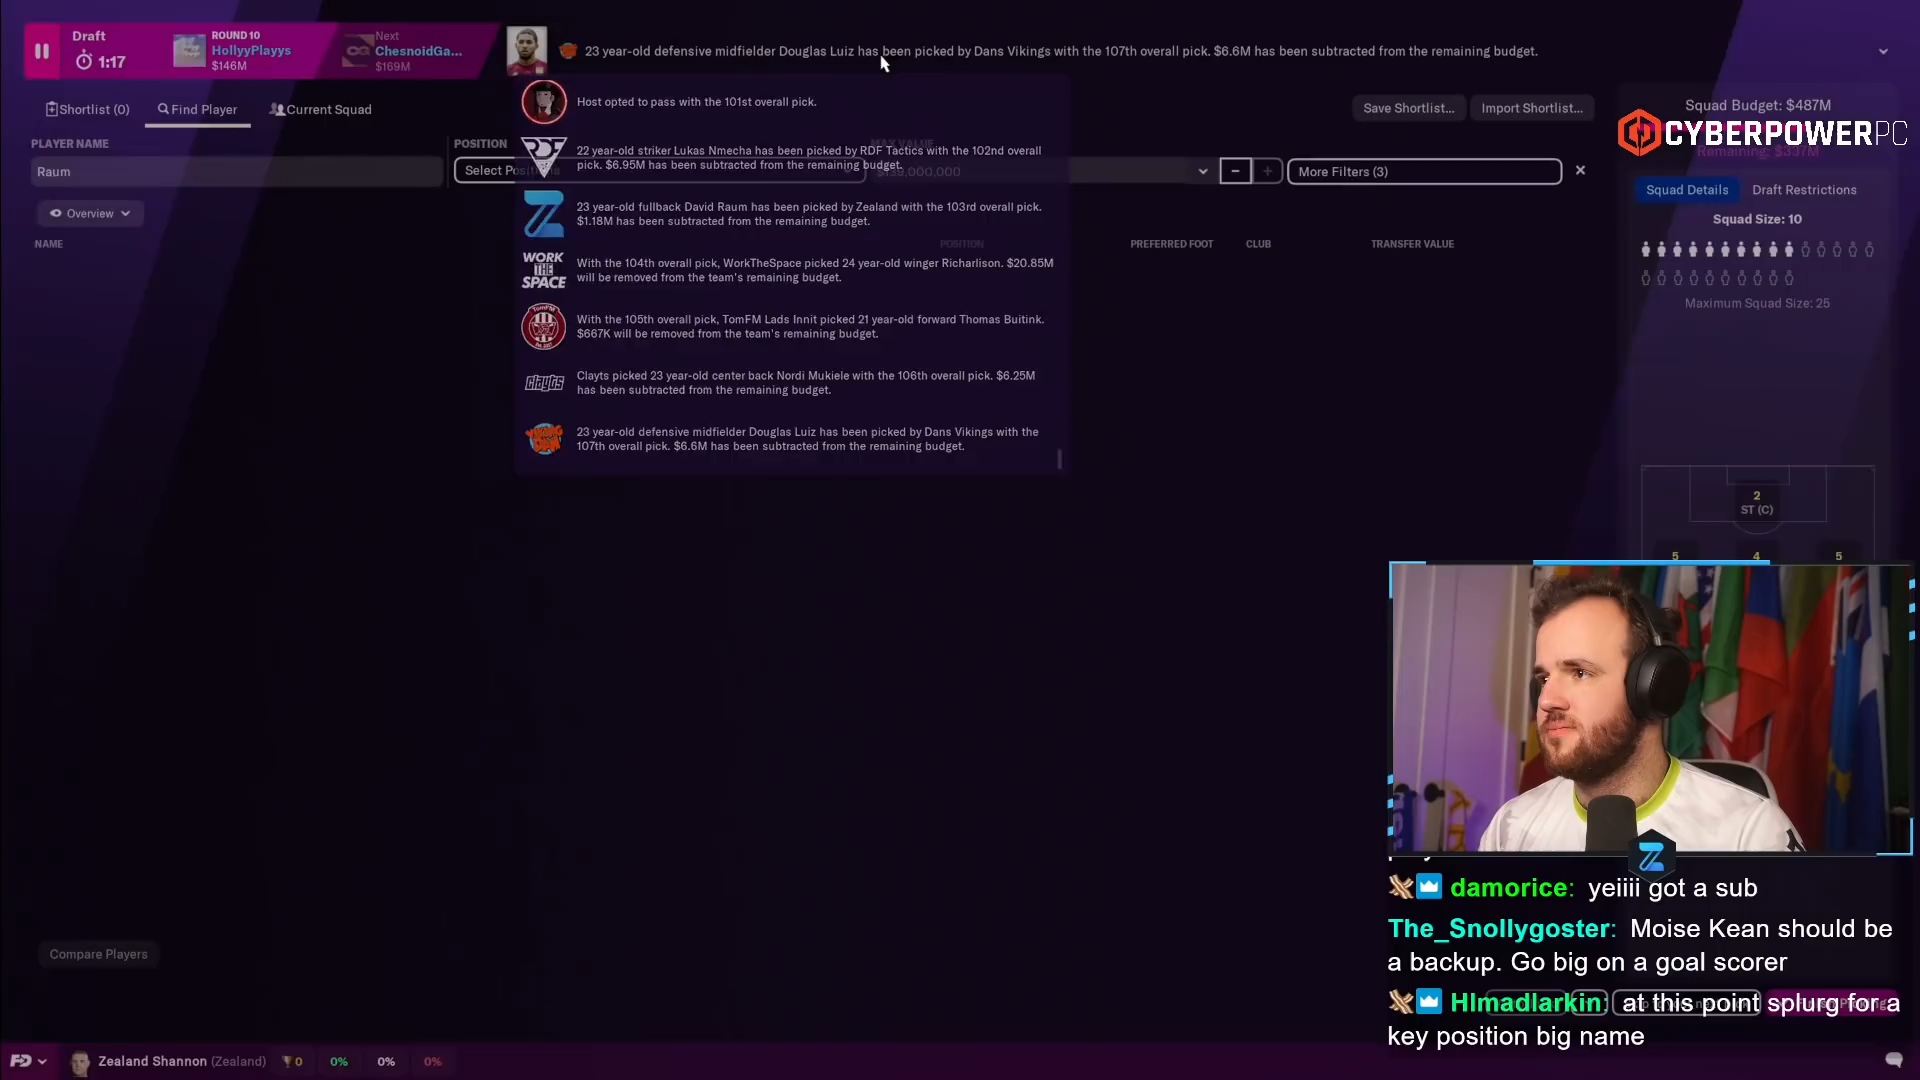 Draft
1:17
ROUND 10
HollyyPlayys
$146M
Next
ChesnoidGa...
$169M
23 year-old defensive midfielder Douglas Luiz has been picked by Dans Vikings with the 107th overall pick. $6.6M has been subtracted from the remaining budget.
Shortlist (0)
Find Player
Current Squad
Host opted to pass with the 101st overall pick.
Save Shortlist...
Import Shortlist...
Squad Budget: $487M
CYBERPOWERPC
Remaining: $337M
PLAYER NAME
POSITION
Raum
Select
More Filters (3)
22 year-old striker Lukas Nmecha has been picked by RDF Tactics with the 102nd overall
pick. $6.95M has been subtracted from the remaining budget.
Squad Details
Draft Restrictions
Squad Size: 10
Maximum Squad Size: 25
Overview
23 year-old fullback David Raum has been picked by Zealand with the 103rd overall pick.
$1.18M has been subtracted from the remaining budget.
NAME
POSITION
PREFERRED FOOT
CLUB
TRANSFER VALUE
WORK
THE
SPACE
With the 104th overall pick, WorkTheSpace picked 24 year-old winger Richarlison. $20.85M
will be removed from the team's remaining budget.
TomFM
With the 105th overall pick, TomFM Lads Innit picked 21 year-old forward Thomas Buitink.
$667K will be removed from the team's remaining budget.
clayts
Clayts picked 23 year-old center back Nordi Mukiele with the 106th overall pick. $6.25M
has been subtracted from the remaining budget.
23 year-old defensive midfielder Douglas Luiz has been picked by Dans Vikings with the
107th overall pick. $6.6M has been subtracted from the remaining budget.
2
ST (C)
5
4
5
damorice: yeiiii got a sub
The_Snollygoster: Moise Kean should be
a backup. Go big on a goal scorer
HImadlarkin: at this point splurg for a
key position big name
Compare Players
FD
Zealand Shannon (Zealand)
0
0%
0%
0%